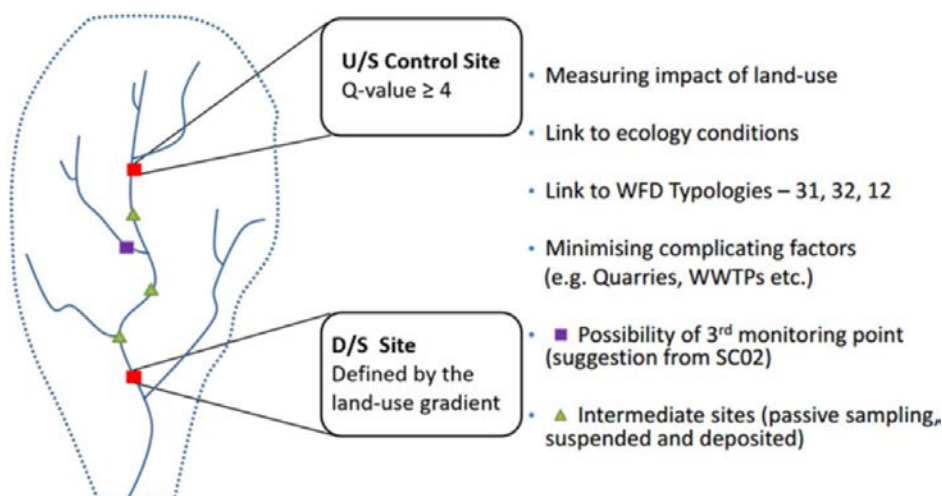 U/S Control Site
Q-value ≥ 4
D/S Site
Defined by the
land-use gradient
• Measuring impact of land-use
• Link to ecology conditions
• Link to WFD Typologies – 31, 32, 12
• Minimising complicating factors
(e.g. Quarries, WWTPs etc.)
• Possibility of 3rd monitoring point
(suggestion from SC02)
• Intermediate sites (passive sampling,
suspended and deposited)